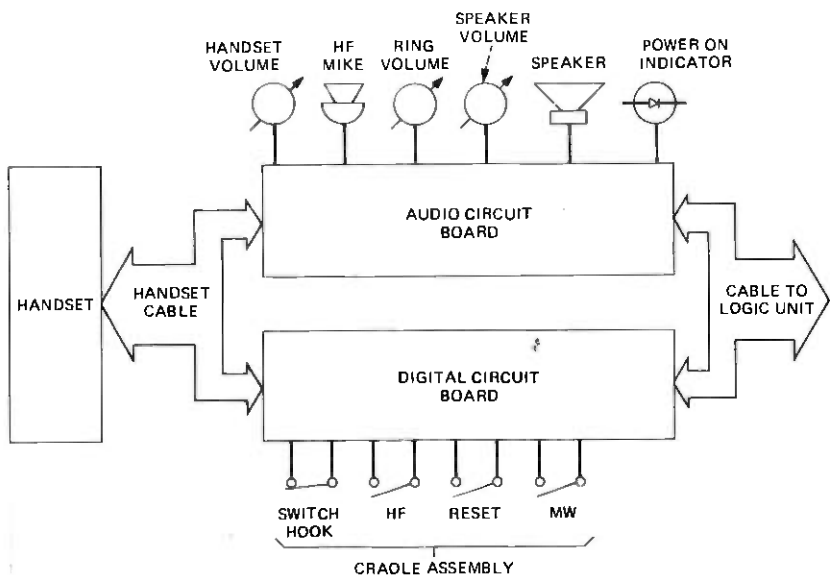 HANDSET
VOLUME
HF
MIKE
RING
VOLUME
SPEAKER
VOLUME
SPEAKER
POWER ON
INDICATOR
AUDIO CIRCUIT
BOARD
HANDSET
HANDSET
CABLE
CABLE TO
LOGIC UNIT
DIGITAL CIRCUIT
BOARD
SWITCH
HOOK
HF
RESET
MW
CRAOLE ASSEMBLY